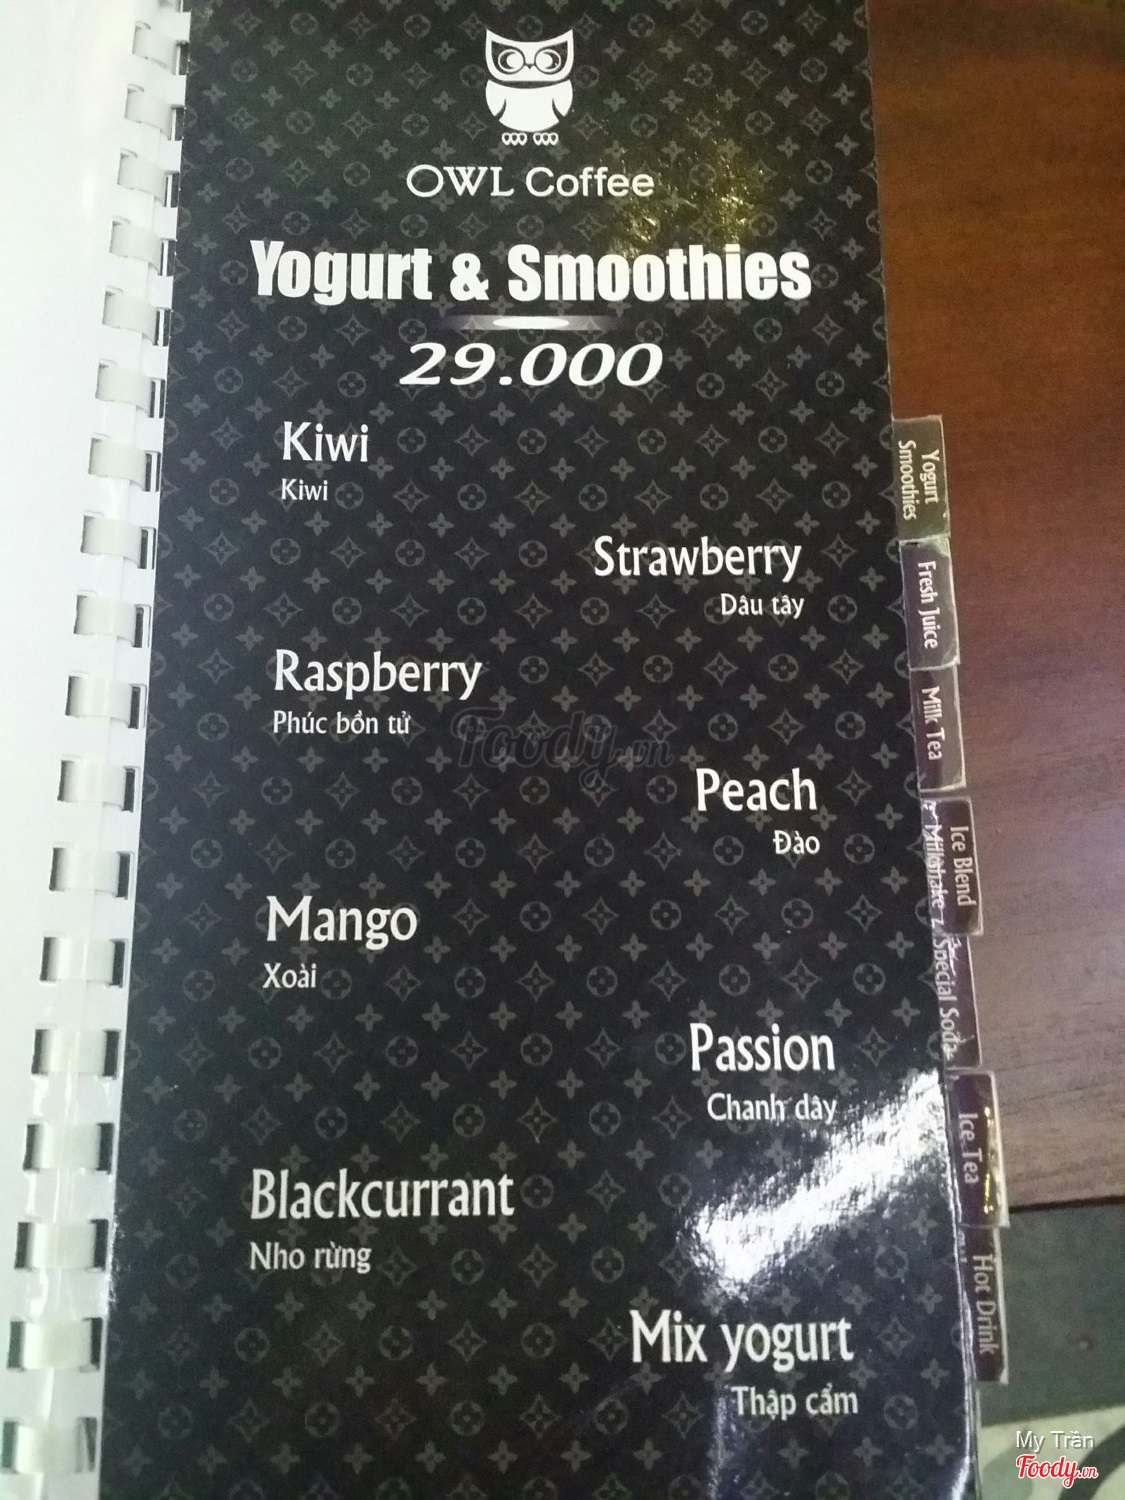 OWL Coffee
Yogurt & Smoothies
29.000
Kiwi
Kiwi
Strawberry
Dâu tây
Raspberry
Phúc bồn tử
Peach
Đào
Mango
Xoài
Passion
Chanh dây
Blackcurrant
Nho rừng
Mix yogurt
Thập cẩm
Yogurt
Smoothies
Fresh Juice
Milk Tea
Ice Blend
Milkshake
Special Soda
Ice Tea
Hot Drink
Foody.vn
My Trần
Foody.vn